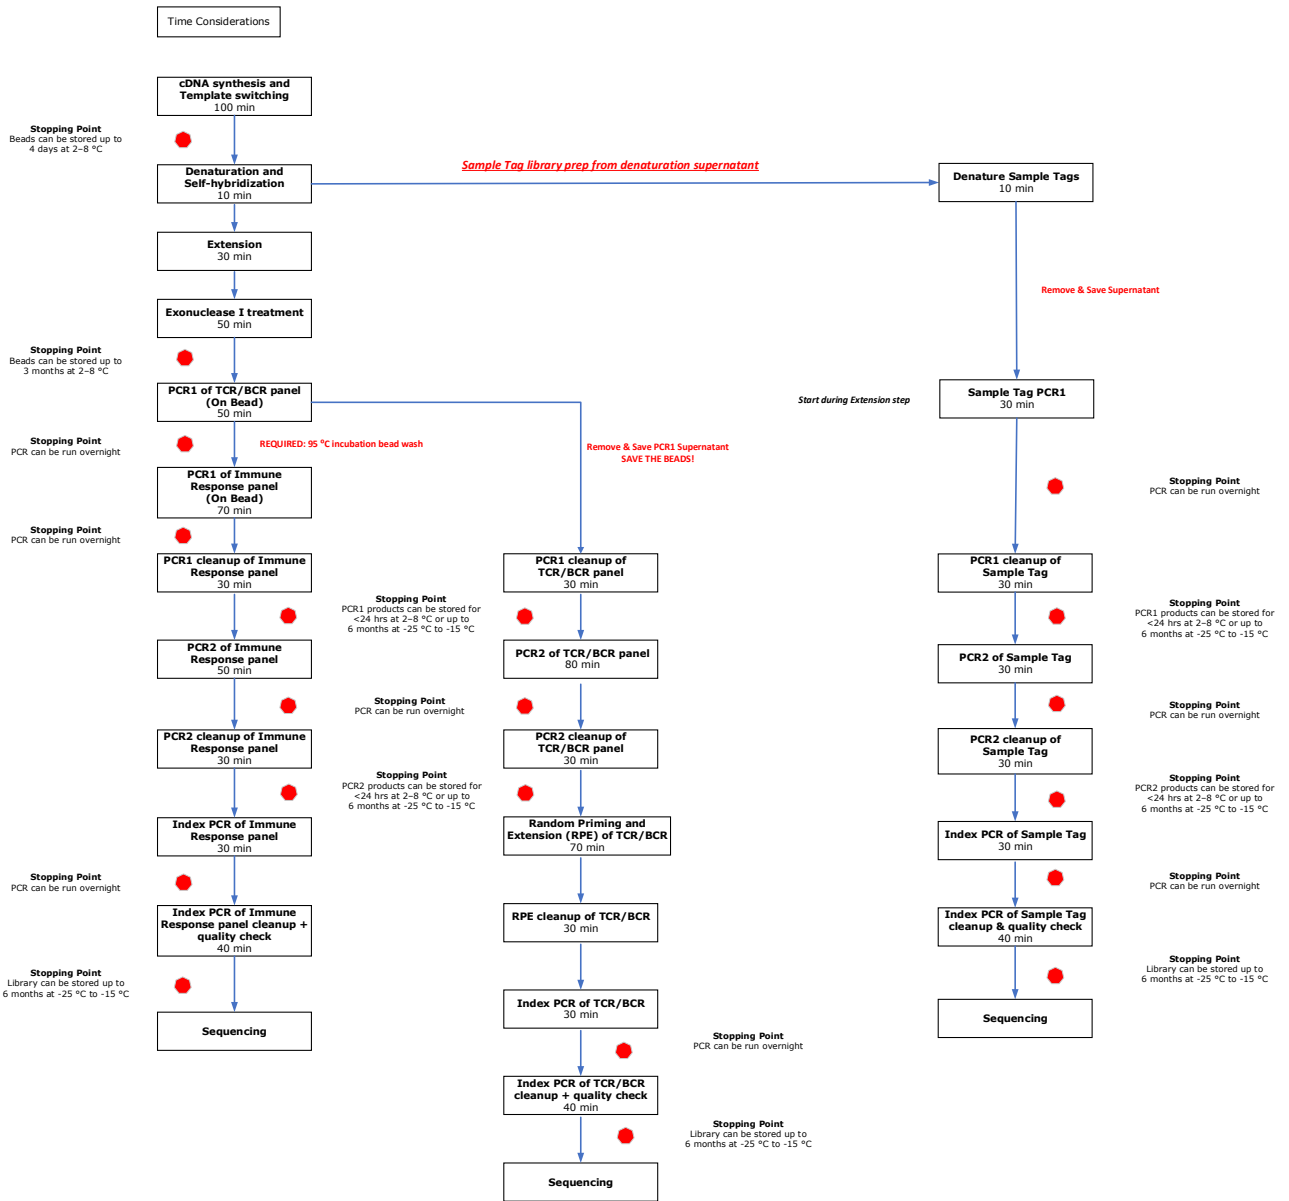 Time Considerations
cDNA synthesis and
Template switching
100 min
Stopping Point
Beads can be stored up to
4 days at 2–8 °C
Denaturation and
Self-hybridization
10 min
Sample Tag library prep from denaturation supernatant
Denature Sample Tags
10 min
Extension
30 min
Remove & Save Supernatant
Exonuclease I treatment
50 min
Stopping Point
Beads can be stored up to
3 months at 2–8 °C
PCR1 of TCR/BCR panel
(On Bead)
50 min
Start during Extension step
Sample Tag PCR1
30 min
Stopping Point
PCR can be run overnight
REQUIRED: 95 °C incubation bead wash
Remove & Save PCR1 Supernatant
SAVE THE BEADS!
PCR1 of Immune
Response panel
(On Bead)
70 min
Stopping Point
PCR can be run overnight
Stopping Point
PCR can be run overnight
PCR1 cleanup of Immune
Response panel
30 min
PCR1 cleanup of
TCR/BCR panel
30 min
PCR1 cleanup of
Sample Tag
30 min
Stopping Point
PCR1 products can be stored for
<24 hrs at 2–8 °C or up to
6 months at -25 °C to -15 °C
Stopping Point
PCR1 products can be stored for
<24 hrs at 2–8 °C or up to
6 months at -25 °C to -15 °C
PCR2 of Immune
Response panel
50 min
PCR2 of TCR/BCR panel
80 min
PCR2 of Sample Tag
30 min
Stopping Point
PCR can be run overnight
Stopping Point
PCR can be run overnight
PCR2 cleanup of Immune
Response panel
30 min
PCR2 cleanup of
TCR/BCR panel
30 min
PCR2 cleanup of
Sample Tag
30 min
Stopping Point
PCR2 products can be stored for
<24 hrs at 2–8 °C or up to
6 months at -25 °C to -15 °C
Stopping Point
PCR2 products can be stored for
<24 hrs at 2–8 °C or up to
6 months at -25 °C to -15 °C
Index PCR of Immune
Response panel
30 min
Random Priming and
Extension (RPE) of TCR/BCR
70 min
Index PCR of Sample Tag
30 min
Stopping Point
PCR can be run overnight
Stopping Point
PCR can be run overnight
Index PCR of Immune
Response panel cleanup +
quality check
40 min
RPE cleanup of TCR/BCR
30 min
Index PCR of Sample Tag
cleanup & quality check
40 min
Stopping Point
Library can be stored up to
6 months at -25 °C to -15 °C
Stopping Point
Library can be stored up to
6 months at -25 °C to -15 °C
Sequencing
Index PCR of TCR/BCR
30 min
Sequencing
Stopping Point
PCR can be run overnight
Index PCR of TCR/BCR
cleanup + quality check
40 min
Stopping Point
Library can be stored up to
6 months at -25 °C to -15 °C
Sequencing